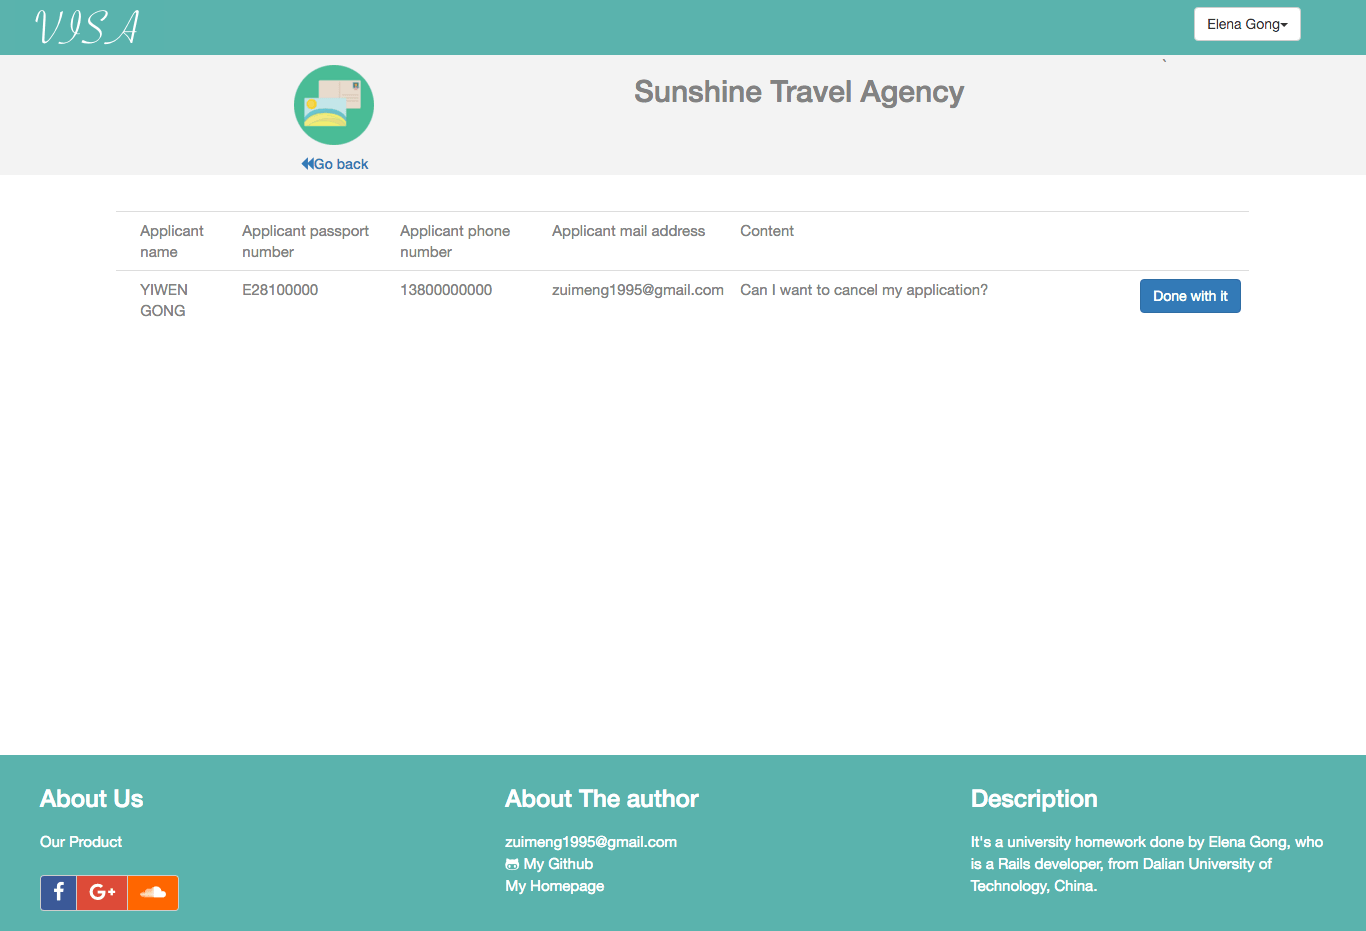 VISA
Elena Gong
`
Sunshine Travel Agency
Go back
Applicant name
Applicant passport number
Applicant phone number
Applicant mail address
Content
YIWEN GONG
E28100000
13800000000
zuimeng1995@gmail.com
Can I want to cancel my application?
Done with it
About Us
Our Product
f
G+
About The author
zuimeng1995@gmail.com
My Github
My Homepage
Description
It's a university homework done by Elena Gong, who
is a Rails developer, from Dalian University of
Technology, China.